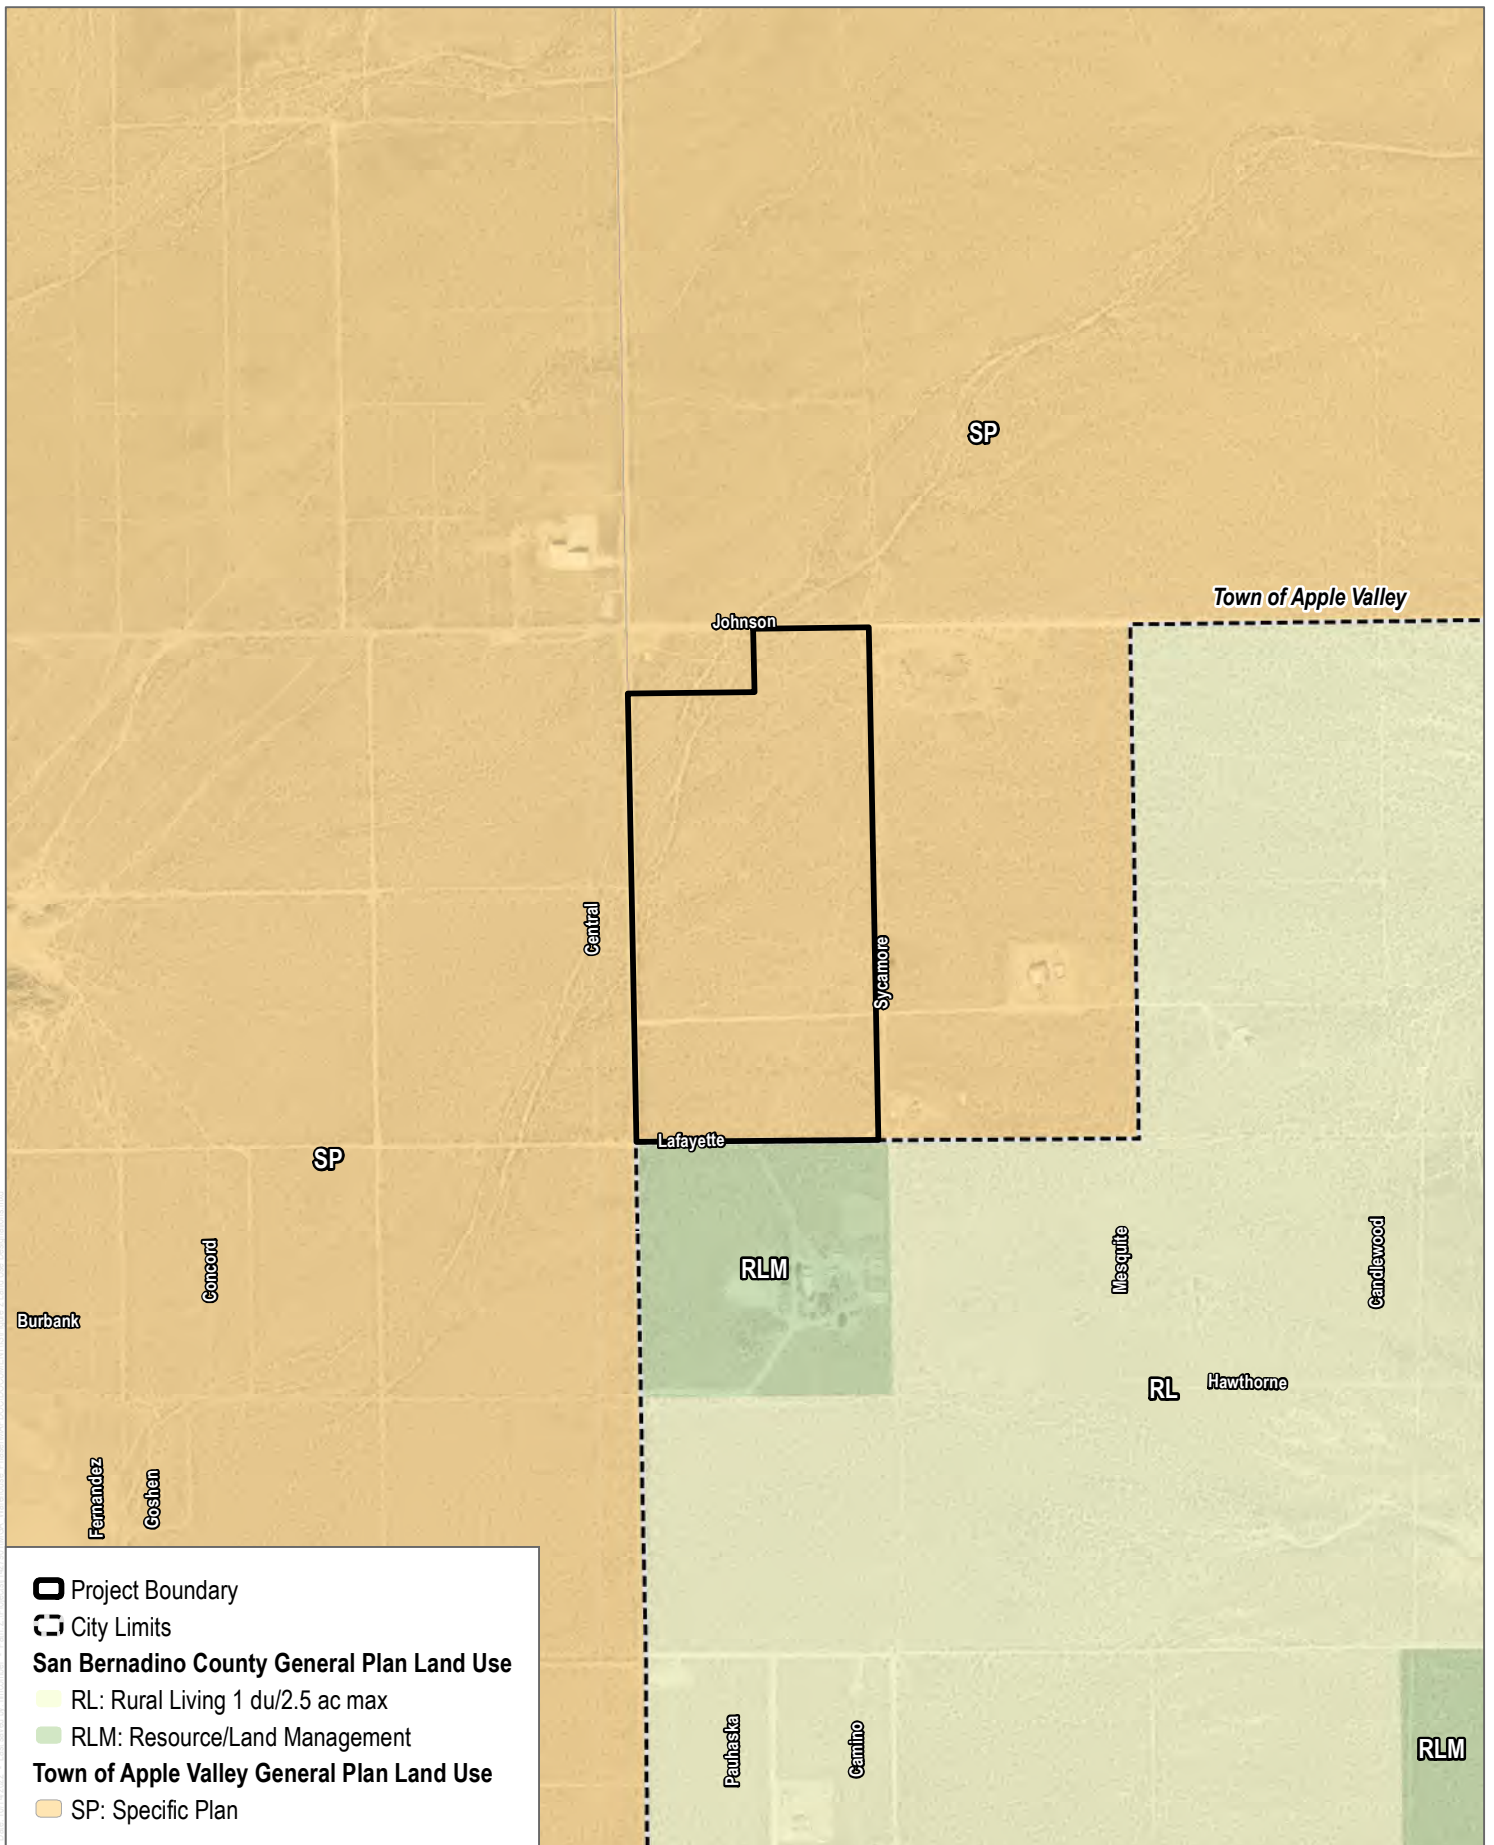 SP
Town of Apple Valley
Johnson
Central
Sycamore
Lafayette
SP
Concord
RLM
Mesquite
Candlewood
Burbank
RL
Hawthorne
Fernandez
Goshen
Project Boundary
City Limits
San Bernadino County General Plan Land Use
RL: Rural Living 1 du/2.5 ac max
RLM: Resource/Land Management
Town of Apple Valley General Plan Land Use
SP: Specific Plan
Pauhaska
Camino
RLM